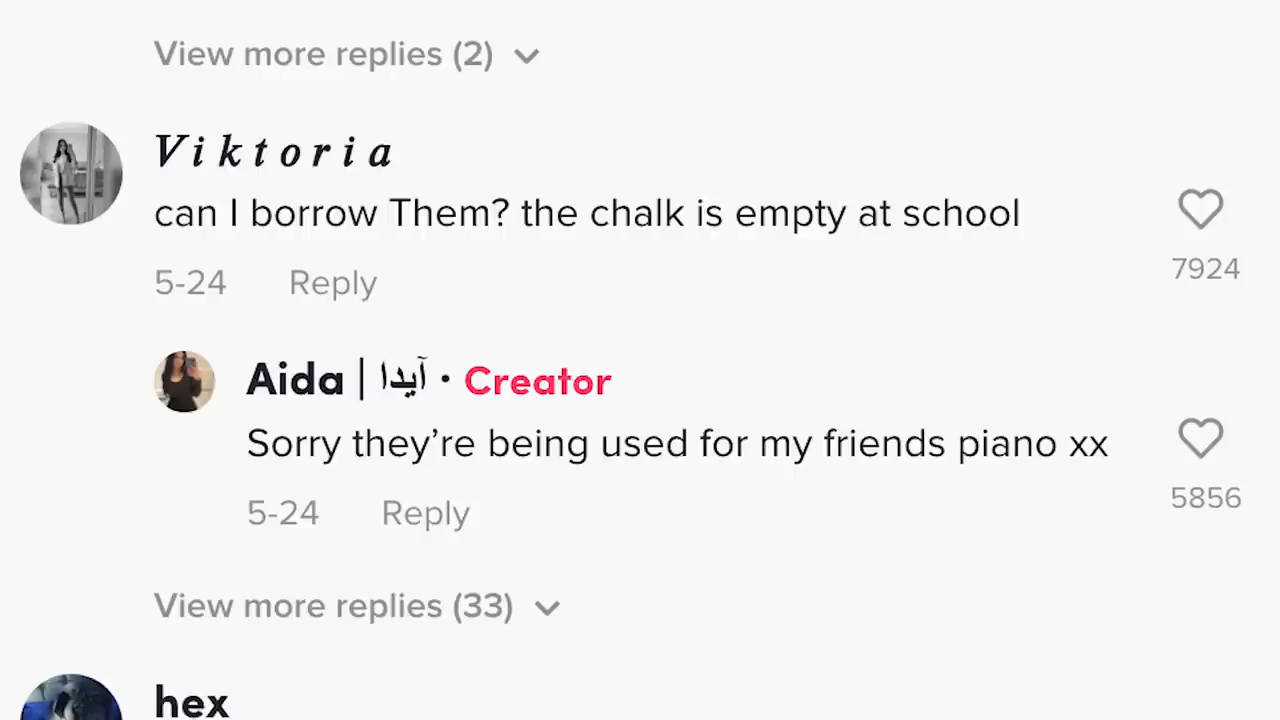 View more replies (2)
Viktoria
can I borrow Them? the chalk is empty at school
7924
5-24 Reply
Aida | آیدا · Creator
Sorry they’re being used for my friends piano xx
5856
5-24 Reply
View more replies (33)
hex